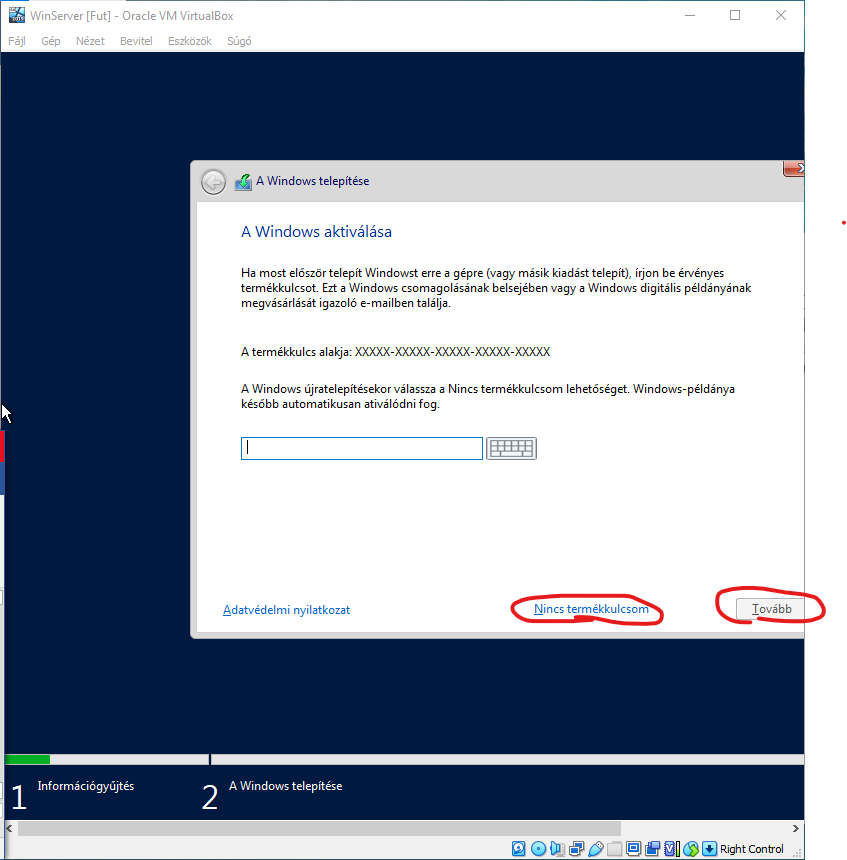 WinServer [Fut] - Oracle VM VirtualBox
Fájl Gép Nézet Bevitel Eszközök Súgó
A Windows telepítése
A Windows aktiválása
Ha most először telepít Windowst erre a gépre (vagy másik kiadást telepít), írjon be érvényes
termékkulcsot. Ezt a Windows csomagolásának belsejében vagy a Windows digitális példányának
megvásárlását igazoló e-mailben találja.
A termékkulcs alakja: XXXXX-XXXXX-XXXXX-XXXXX-XXXXX
A Windows újratelepítésekor válassza a Nincs termékkulcsom lehetőséget. Windows-példánya
később automatikusan ativálódni fog.
Adatvédelmi nyilatkozat Nincs termékkulcsom Tovább
1 Információgyűjtés 2 A Windows telepítése
Right Control